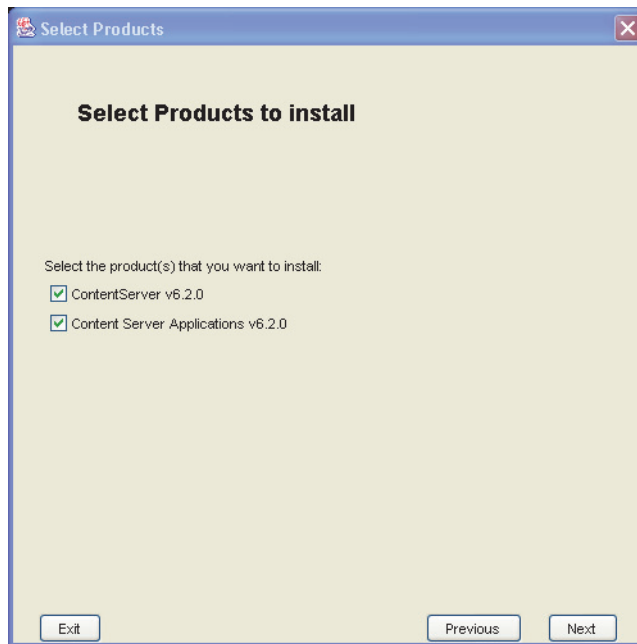 Select Products
Select Products to install
Select the product(s) that you want to install:
ContentServer v6.2.0
Content Server Applications v6.2.0
Exit Previous Next